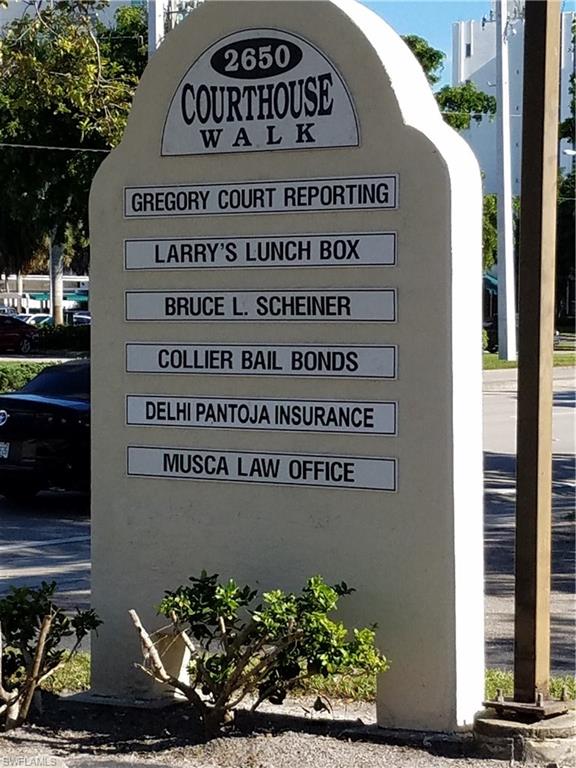 2650
COURTHOUSE
WALK
GREGORY COURT REPORTING
LARRY'S LUNCH BOX
BRUCE L. SCHEINER
COLLIER BAIL BONDS
DELHI PANTOJA INSURANCE
MUSCA LAW OFFICE
SWFLAMLS